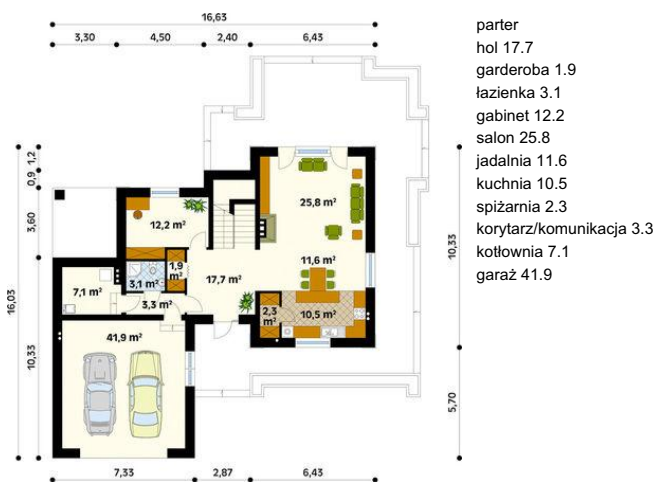 16,63
3,30 4,50 2,40 6,43
parter
hol 17.7
garderoba 1.9
łazienka 3.1
gabinet 12.2
salon 25.8
jadalnia 11.6
kuchnia 10.5
spiżarnia 2.3
korytarz/komunikacja 3.3
kotłownia 7.1
garaż 41.9
16,03
1,2
0,9
3,60
10,33
12,2 m²
25,8 m²
11,6 m²
1,9 m²
17,7 m²
3,1 m²
7,1 m²
3,3 m²
2,3 m²
10,5 m²
41,9 m²
10,33
5,70
7,33 2,87 6,43